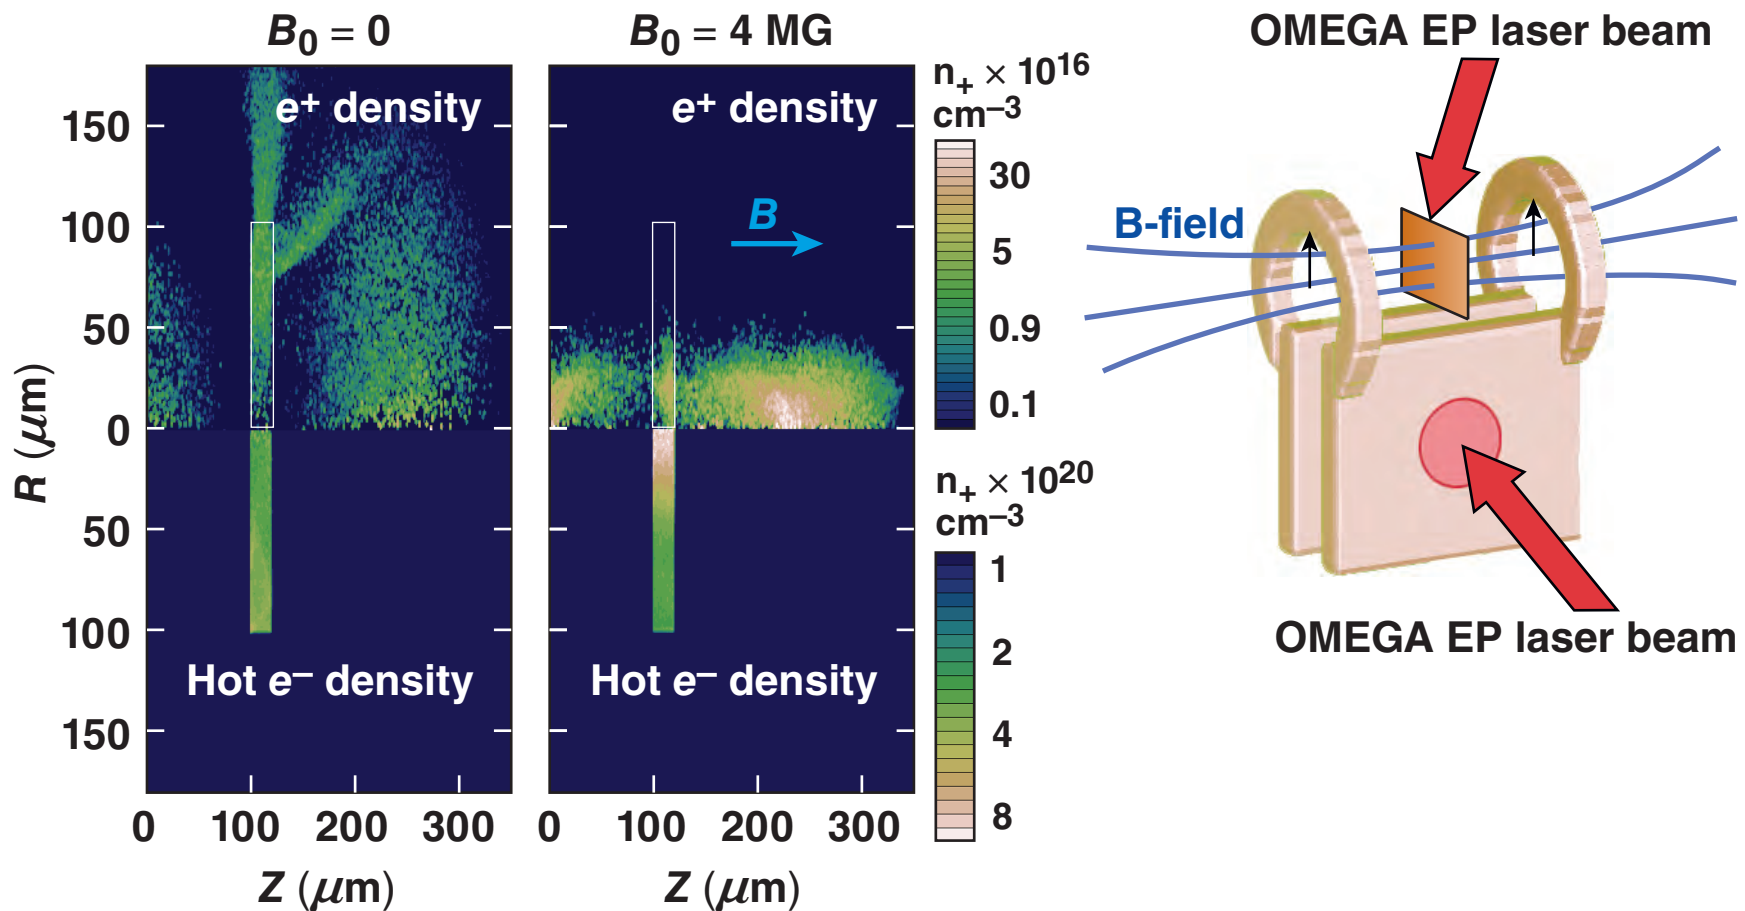 B0 = 0
B0 = 4 MG
OMEGA EP laser beam
e+ density
e+ density
n+ × 10^16
cm–3
150
100
50
0
50
100
150
R (μm)
B
30
5
0.9
0.1
B-field
n+ × 10^20
cm–3
1
2
4
8
Hot e– density
Hot e– density
OMEGA EP laser beam
0 100 200 300
0 100 200 300
Z (μm)
Z (μm)